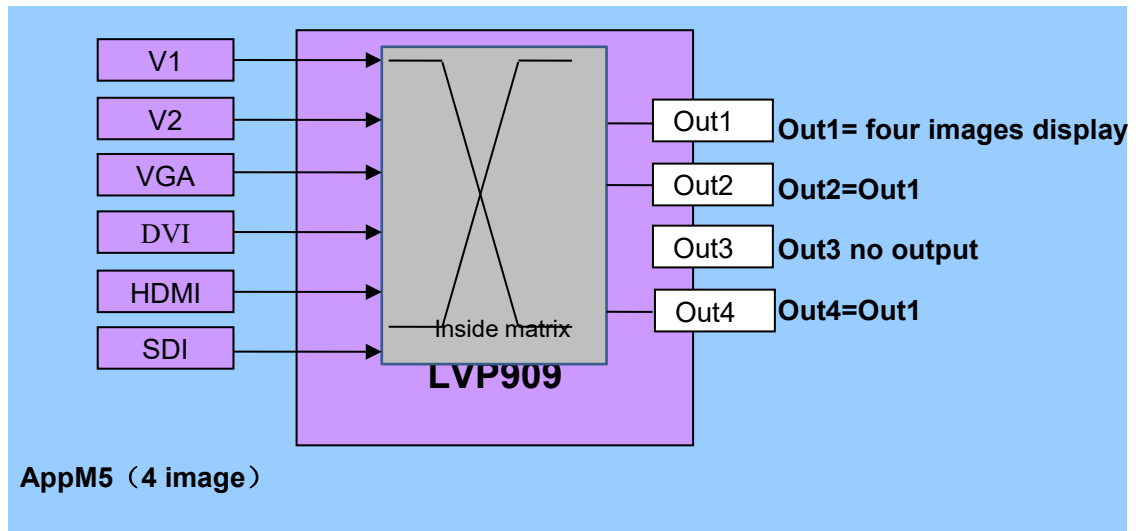 V1
V2
VGA
DVI
HDMI
SDI
Inside matrix
LVP909
Out1
Out1= four images display
Out2
Out2=Out1
Out3
Out3 no output
Out4
Out4=Out1
AppM5（4 image）